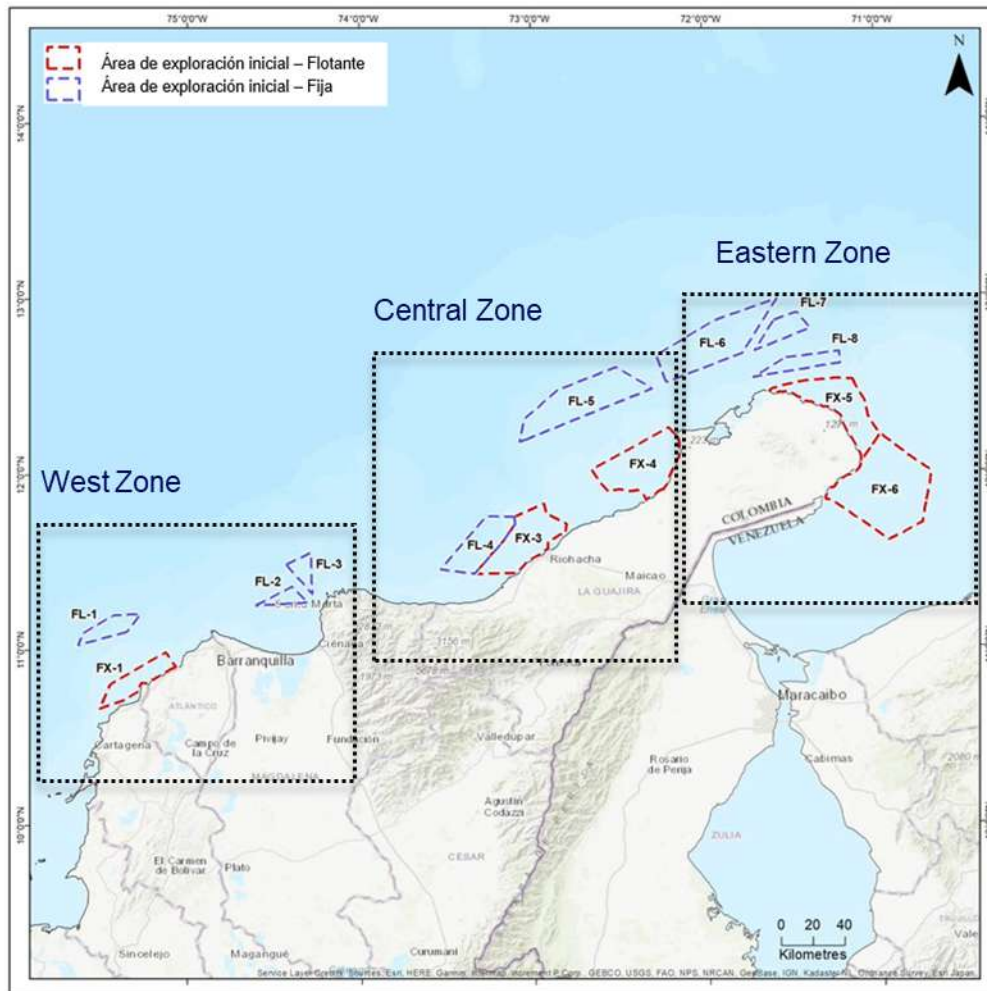 75°0'0"W 74°0'0"W 73°0'0"W 72°0'0"W 71°0'0"W
Área de exploración inicial – Flotante
Área de exploración inicial – Fija
N
14°0'0"N
13°0'0"N
12°0'0"N
11°0'0"N
10°0'0"N
Eastern Zone
Central Zone
West Zone
FL-7
FL-6
FL-8
FL-5
FX-5
FX-4
FX-6
FL-4
FX-3
FL-3
FL-2
FL-1
FX-1
COLOMBIA
VENEZUELA
Riohacha
Maicao
LA GUAJIRA
Ciénaga
Barranquilla
ATLÁNTICO
Maracaibo
Cartagena
Campo de la Cruz
Pivijay
Fundación
MAGDALENA
Valledupar
Rosario de Perija
Cabimas
Agustín Codazzi
ZULIA
El Carmen de Bolívar
Plato
CESAR
Sincelejo
Magangué
Curumaní
0 20 40
Kilometres